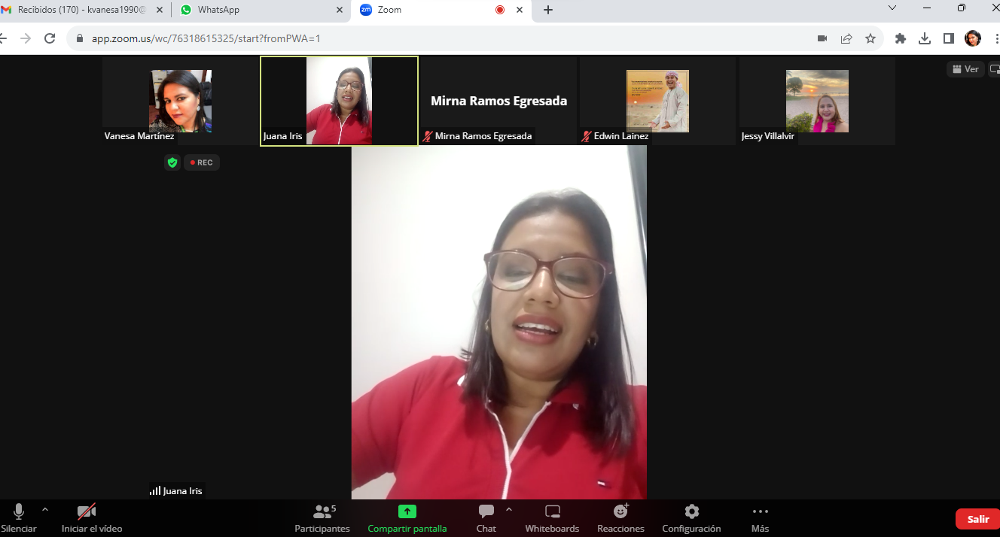 Recibidos (170) - kvanesa1990@
WhatsApp
zm Zoom
app.zoom.us/wc/76318615325/start?fromPWA=1
Ver
Mirna Ramos Egresada
Vanesa Martínez
Juana Iris
Mirna Ramos Egresada
Edwin Lainez
Jessy Villalvir
REC
Juana Iris
5
Silenciar
Iniciar el vídeo
Participantes
Compartir pantalla
Chat
Whiteboards
Reacciones
Configuración
Más
Salir